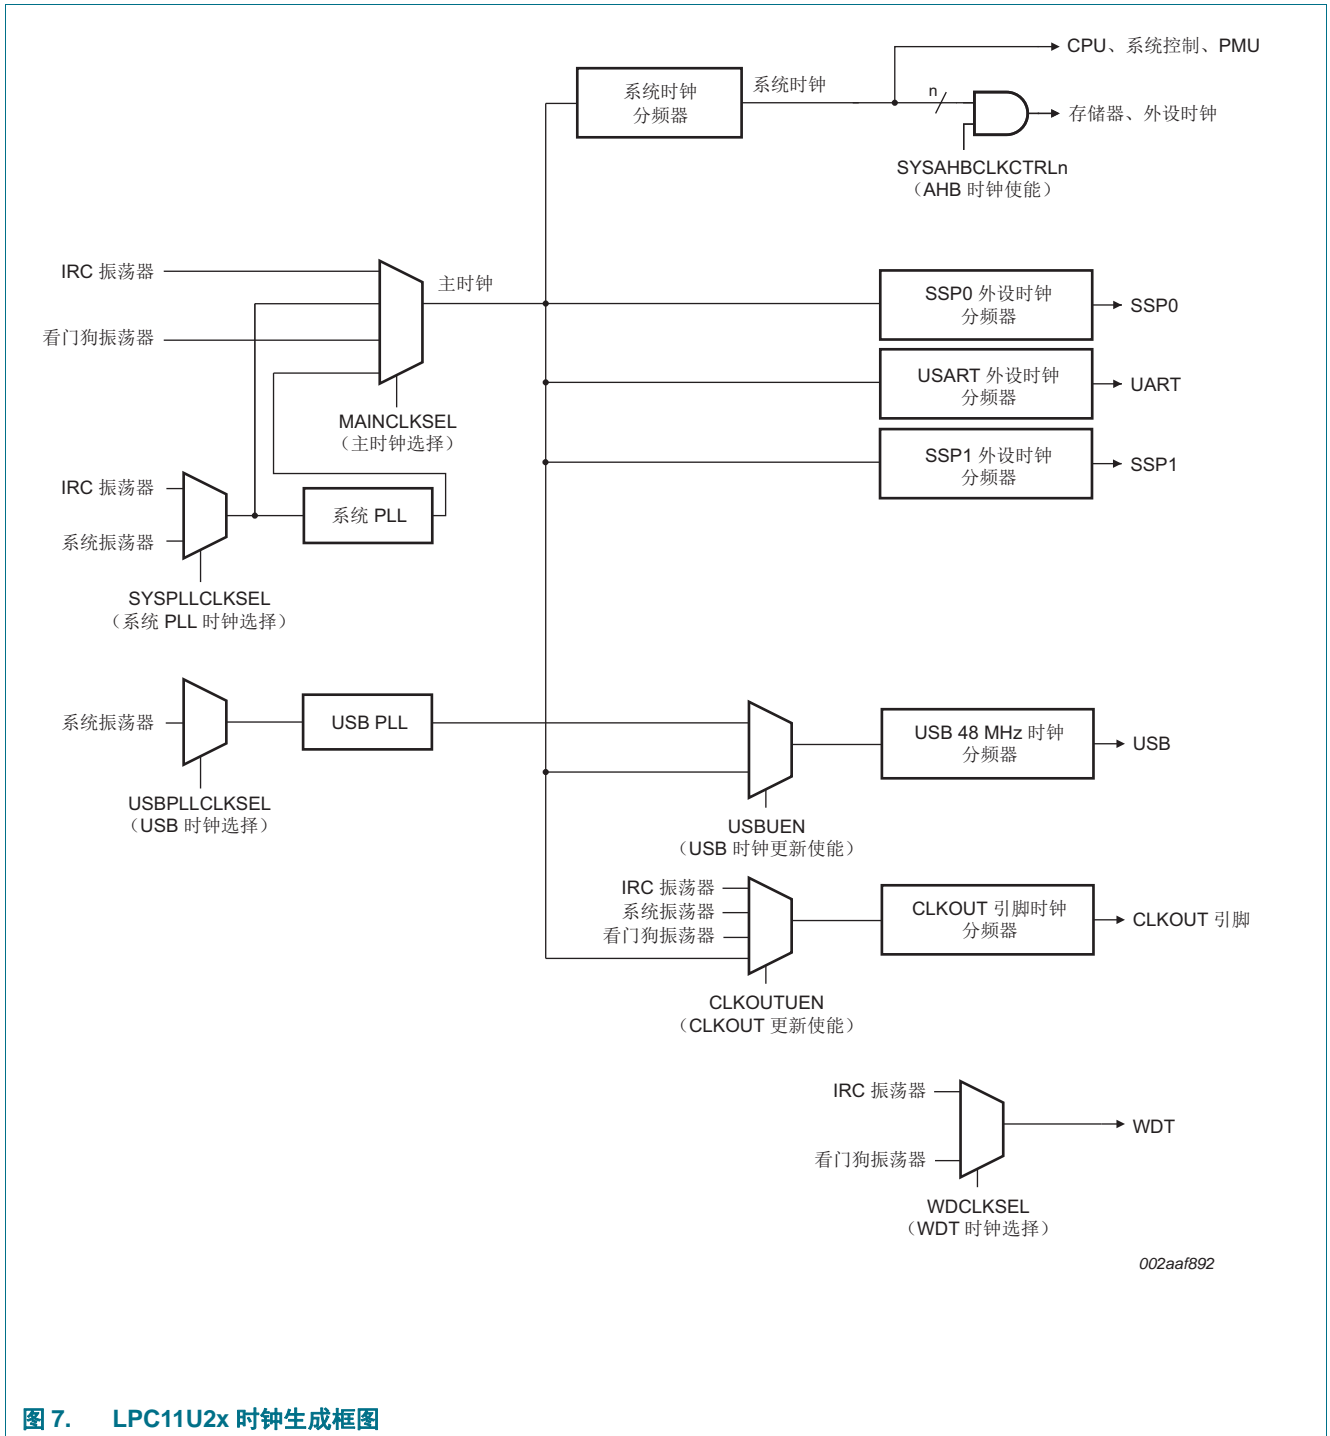 CPU、系统控制、PMU
系统时钟
分频器
系统时钟
n
存储器、外设时钟
SYSAHBCLKCTRLn
（AHB 时钟使能）
IRC 振荡器
主时钟
看门狗振荡器
MAINCLKSEL
（主时钟选择）
SSP0 外设时钟
分频器
SSP0
USART 外设时钟
分频器
UART
SSP1 外设时钟
分频器
SSP1
IRC 振荡器
系统振荡器
系统 PLL
SYSPLLCLKSEL
（系统 PLL 时钟选择）
系统振荡器
USB PLL
USBPLLCLKSEL
（USB 时钟选择）
USB 48 MHz 时钟
分频器
USB
USBUEN
（USB 时钟更新使能）
IRC 振荡器
系统振荡器
看门狗振荡器
CLKOUT 引脚时钟
分频器
CLKOUT 引脚
CLKOUTUEN
（CLKOUT 更新使能）
IRC 振荡器
看门狗振荡器
WDT
WDCLKSEL
（WDT 时钟选择）
002aaf892
图 7. LPC11U2x 时钟生成框图